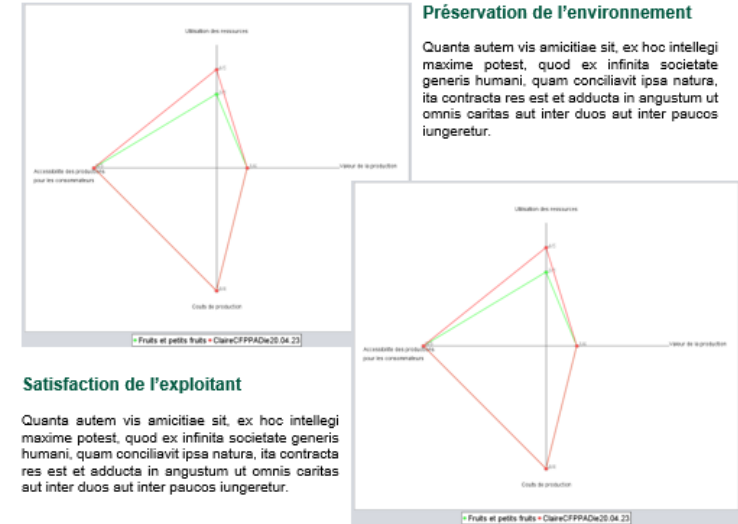 Préservation de l’environnement
Quanta autem vis amicitiae sit, ex hoc intellegi
maxime potest, quod ex infinita societate
generis humani, quam conciliavit ipsa natura,
ita contracta res est et adducta in angustum ut
omnis caritas aut inter duos aut inter paucos
iungeretur.
Utilisation des ressources
Valeur de la production
Accessibilité des productions
pour les consommateurs
Couts de production
Fruits et petits fruits ClaireCFPPADie20.04.23
Utilisation des ressources
Valeur de la production
Accessibilité des productions
pour les consommateurs
Couts de production
Fruits et petits fruits ClaireCFPPADie20.04.23
Satisfaction de l’exploitant
Quanta autem vis amicitiae sit, ex hoc intellegi
maxime potest, quod ex infinita societate generis
humani, quam conciliavit ipsa natura, ita contracta
res est et adducta in angustum ut omnis caritas
aut inter duos aut inter paucos iungeretur.